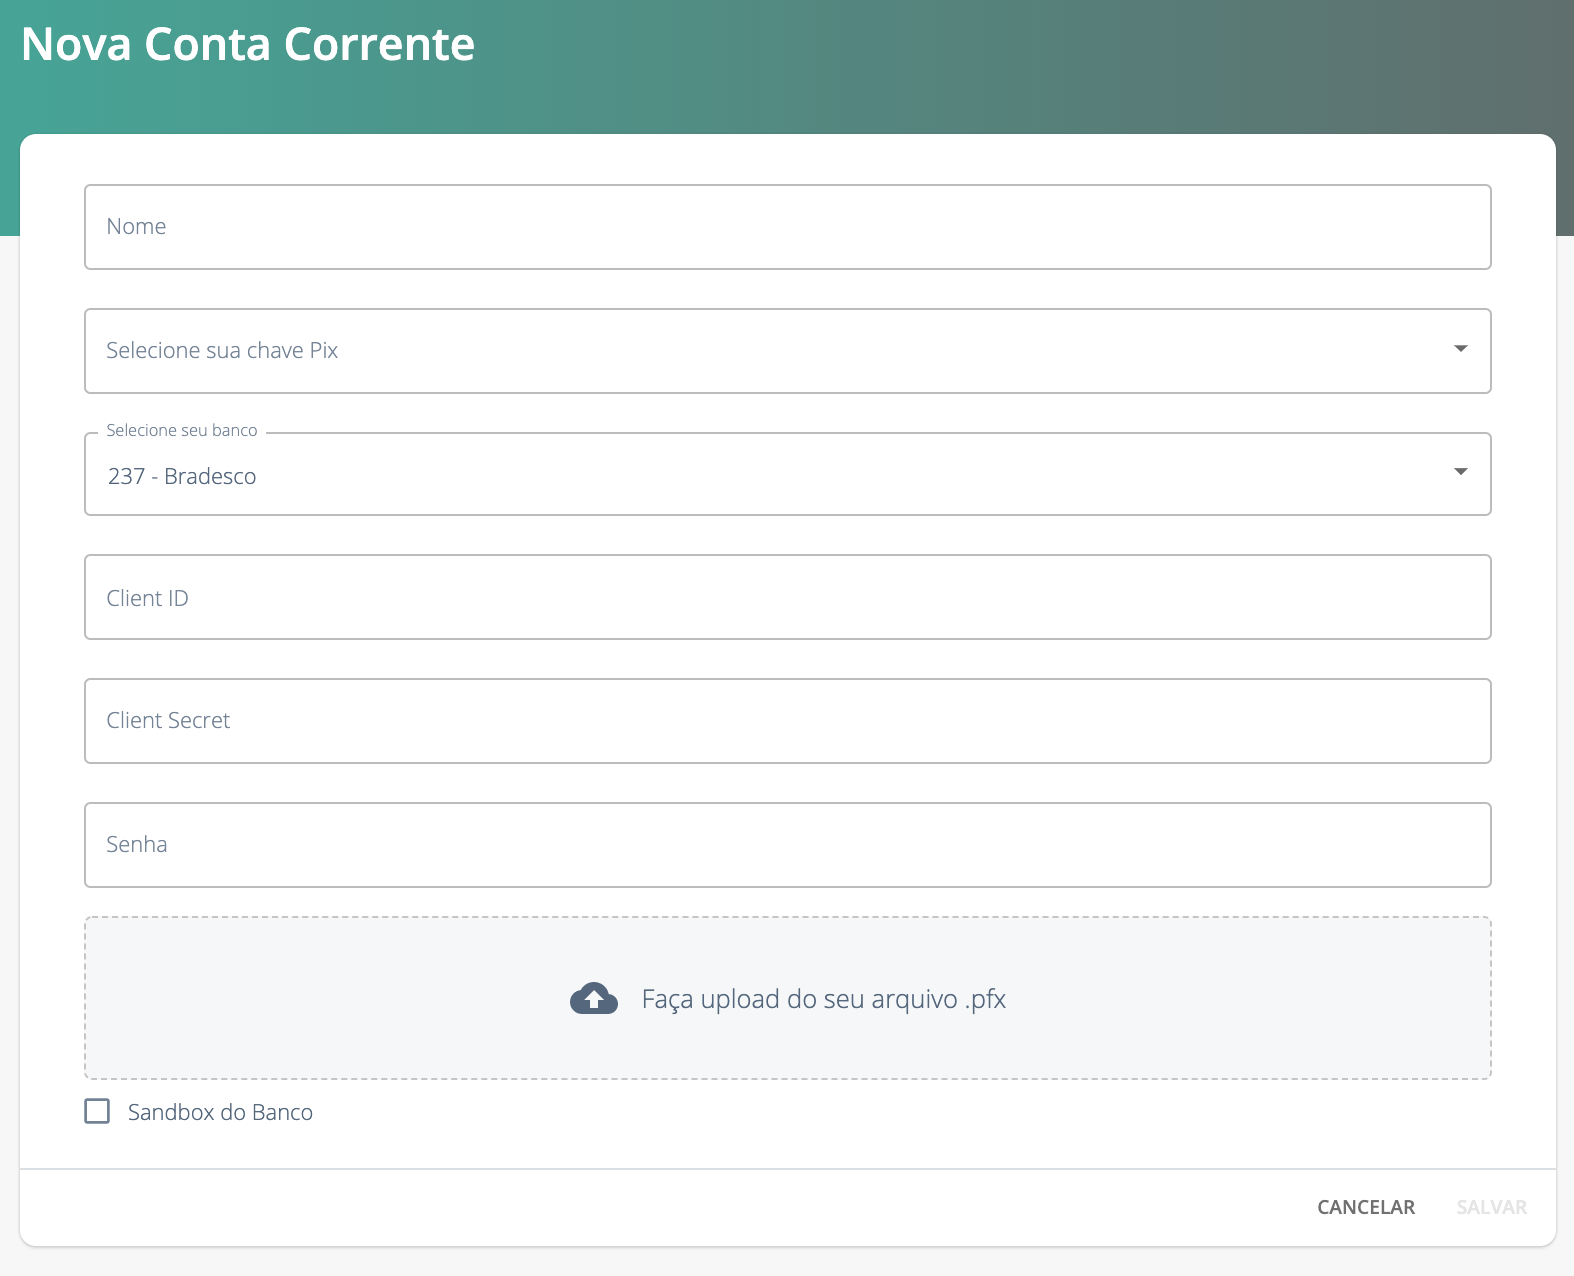 Nova Conta Corrente
Nome
Selecione sua chave Pix
Selecione seu banco
237 - Bradesco
Client ID
Client Secret
Senha
Faça upload do seu arquivo .pfx
Sandbox do Banco
CANCELAR SALVAR